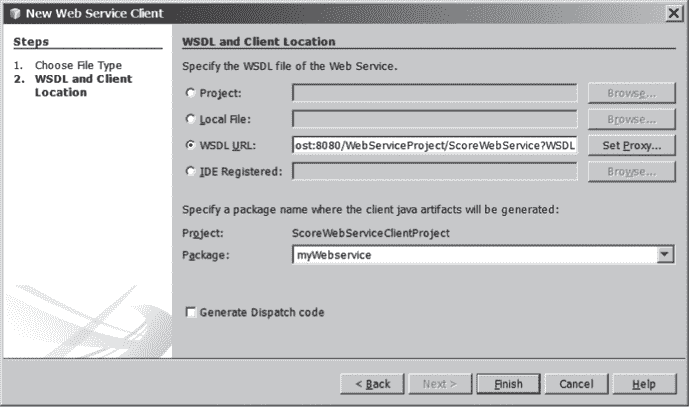 New Web Service Client
Steps
1. Choose File Type
2. WSDL and Client
Location
WSDL and Client Location
Specify the WSDL file of the Web Service.
Project: Browse...
Local File: Browse...
WSDL URL: ost:8080/WebServiceProject/ScoreWebService?WSDL Set Proxy...
IDE Registered: Browse...
Specify a package name where the client java artifacts will be generated:
Project: ScoreWebServiceClientProject
Package: myWebservice
Generate Dispatch code
< Back Next > Finish Cancel Help